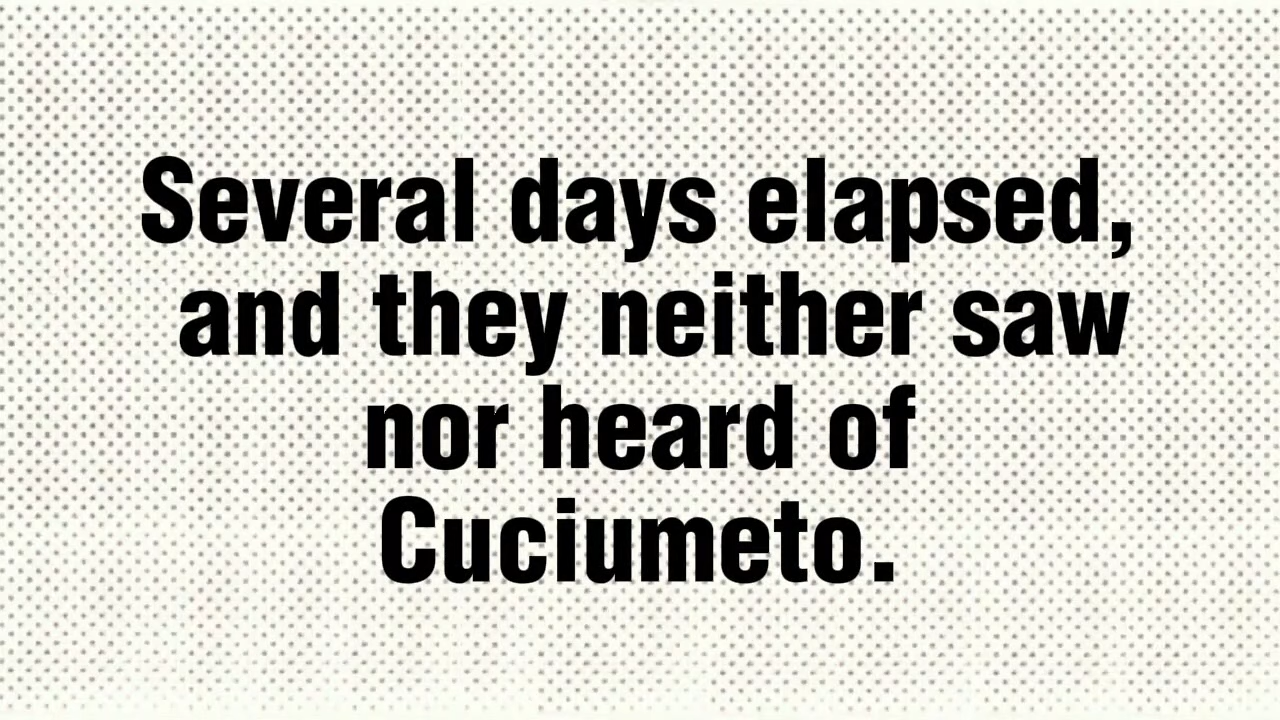 Several days elapsed,
and they neither saw
nor heard of
Cuciumeto.